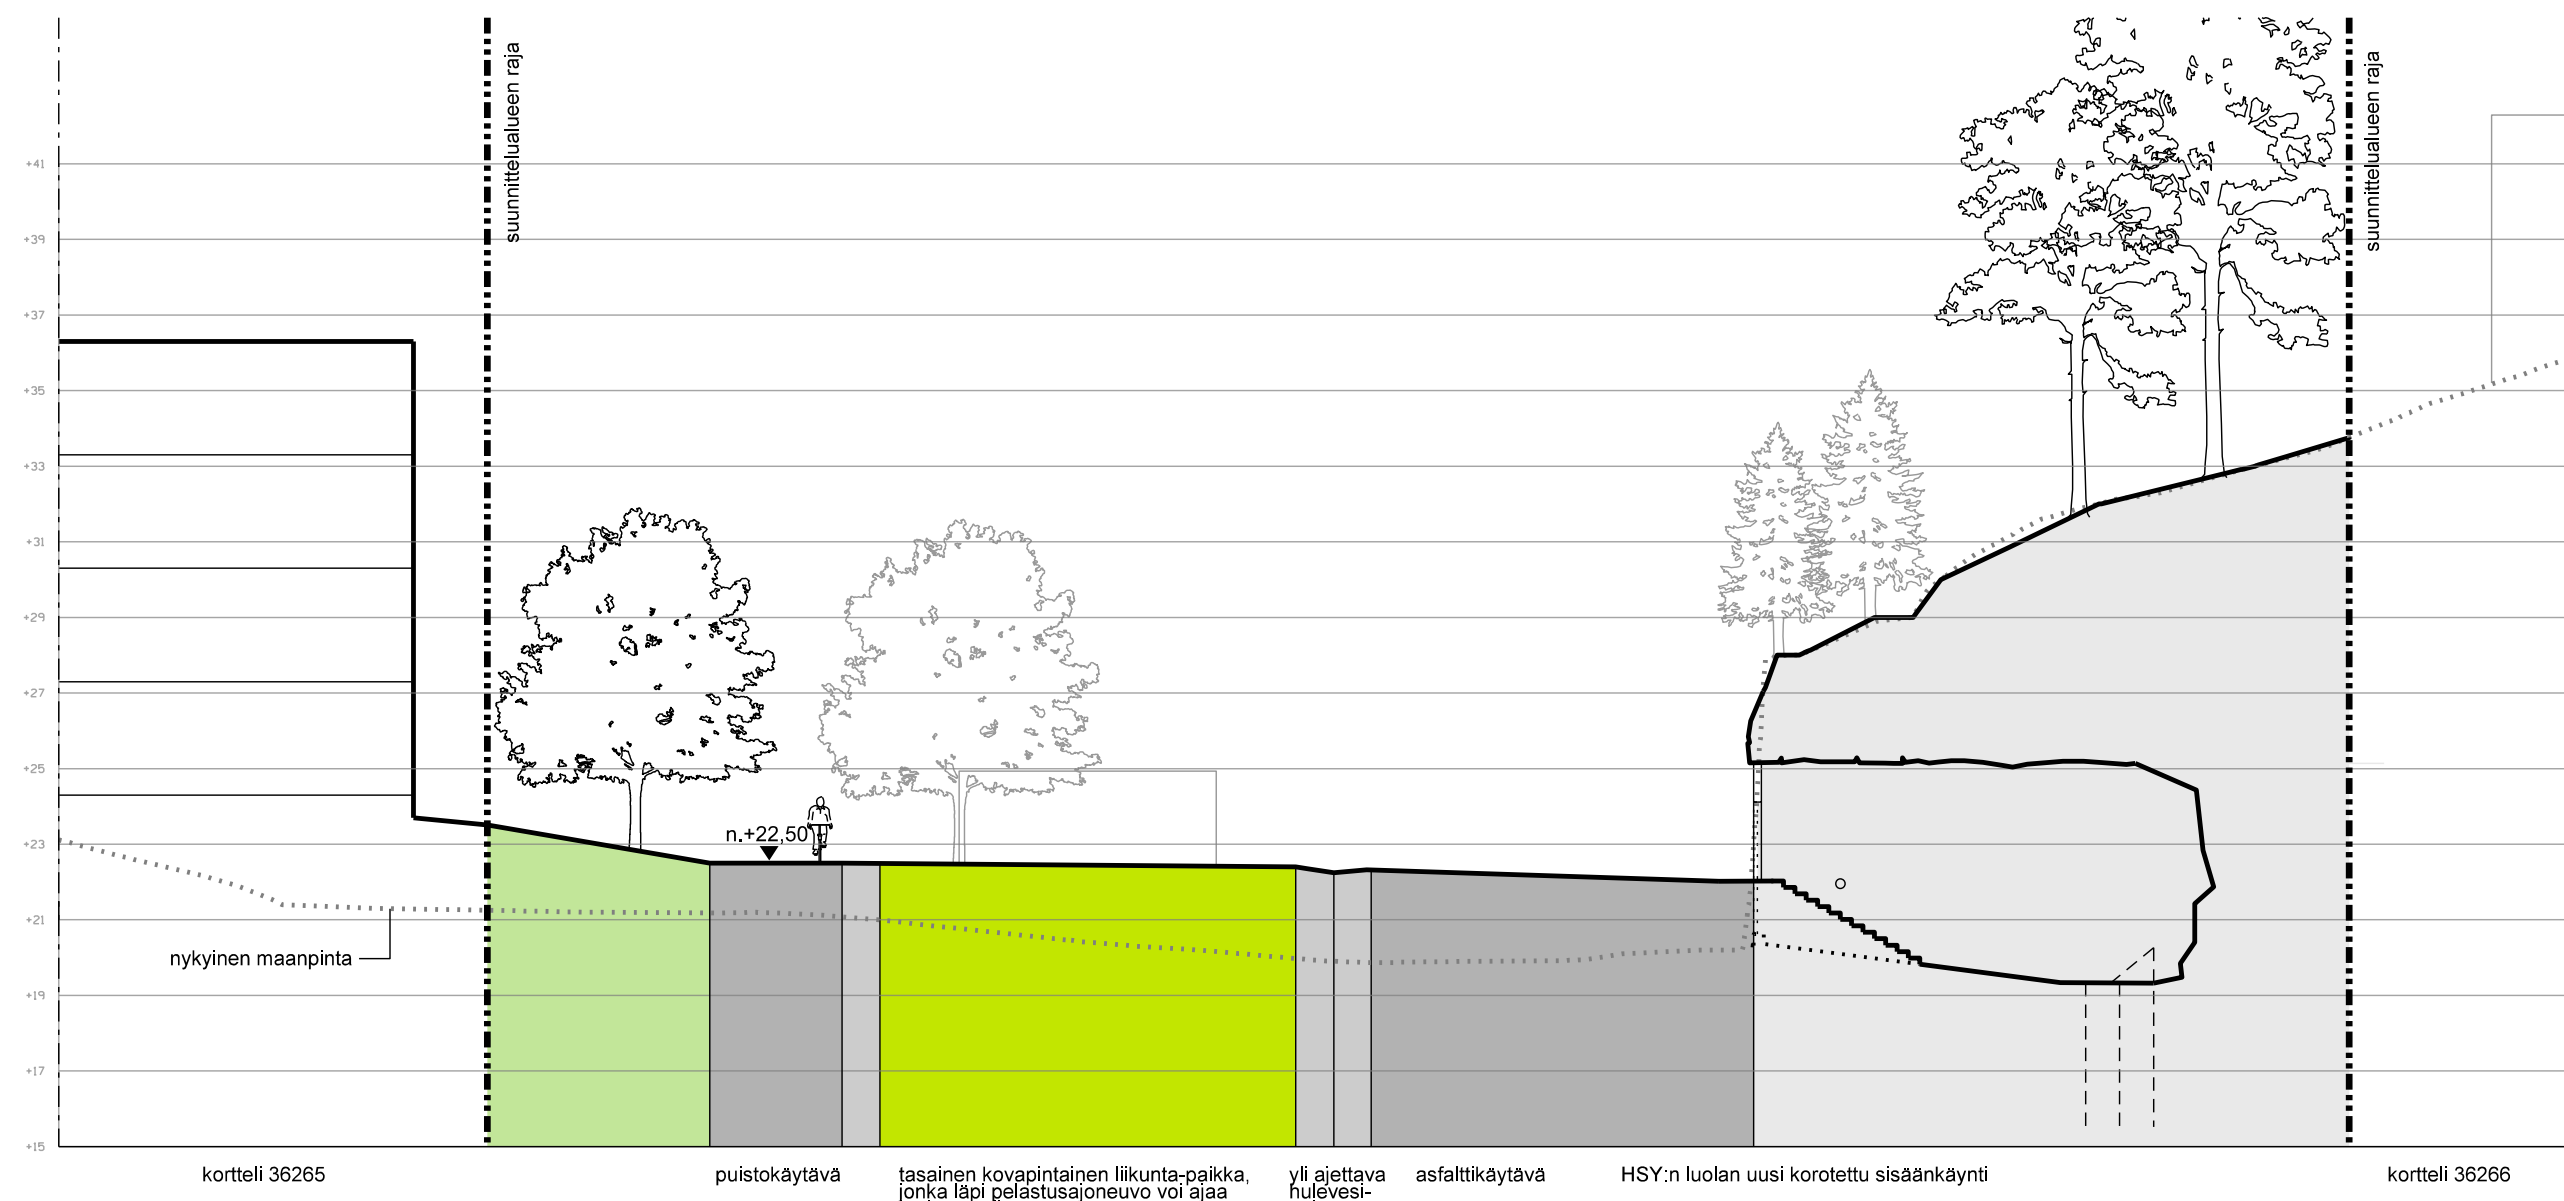 suunnittelualueen raja
suunnittelualueen raja
+41
+39
+37
+35
+33
+31
+29
+27
+25
+23
+21
+19
+17
+15
n.+22,50
nykyinen maanpinta
kortteli 36265
puistokäytävä
tasainen kovapintainen liikunta-paikka,
jonka läpi pelastusajoneuvo voi ajaa
yli ajettava
hulevesi-
asfalttikäytävä
HSY:n luolan uusi korotettu sisäänkäynti
kortteli 36266